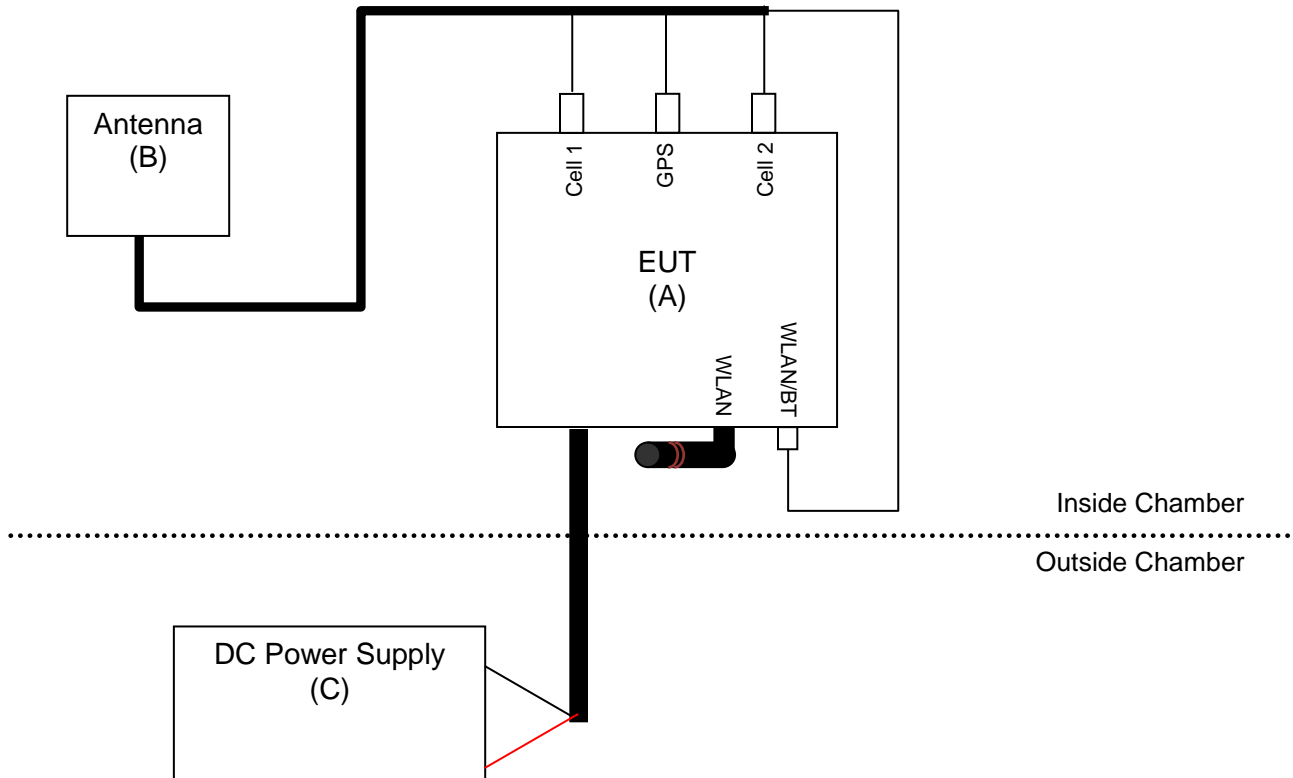 Antenna
(B)
Cell 1
GPS
Cell 2
EUT
(A)
WLAN
WLAN/BT
Inside Chamber
Outside Chamber
DC Power Supply
(C)